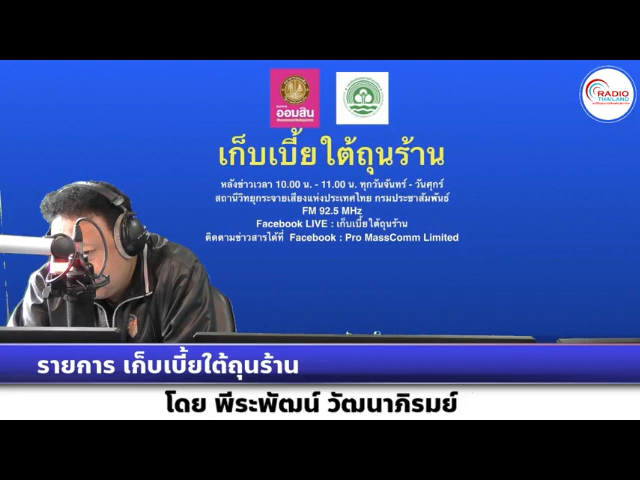 RADIO
THAILAND
ออมสิน
เก็บเบี้ยใต้ถุนร้าน
หลังข่าวเวลา 10.00 น. - 11.00 น. ทุกวันจันทร์ - วันศุกร์
สถานีวิทยุกระจายเสียงแห่งประเทศไทย กรมประชาสัมพันธ์
FM 92.5 MHz
Facebook LIVE : เก็บเบี้ยใต้ถุนร้าน
ติดตามข่าวสารได้ที่ Facebook : Pro MassComm Limited
รายการ เก็บเบี้ยใต้ถุนร้าน
โดย พีระพัฒน์ วัฒนาภิรมย์